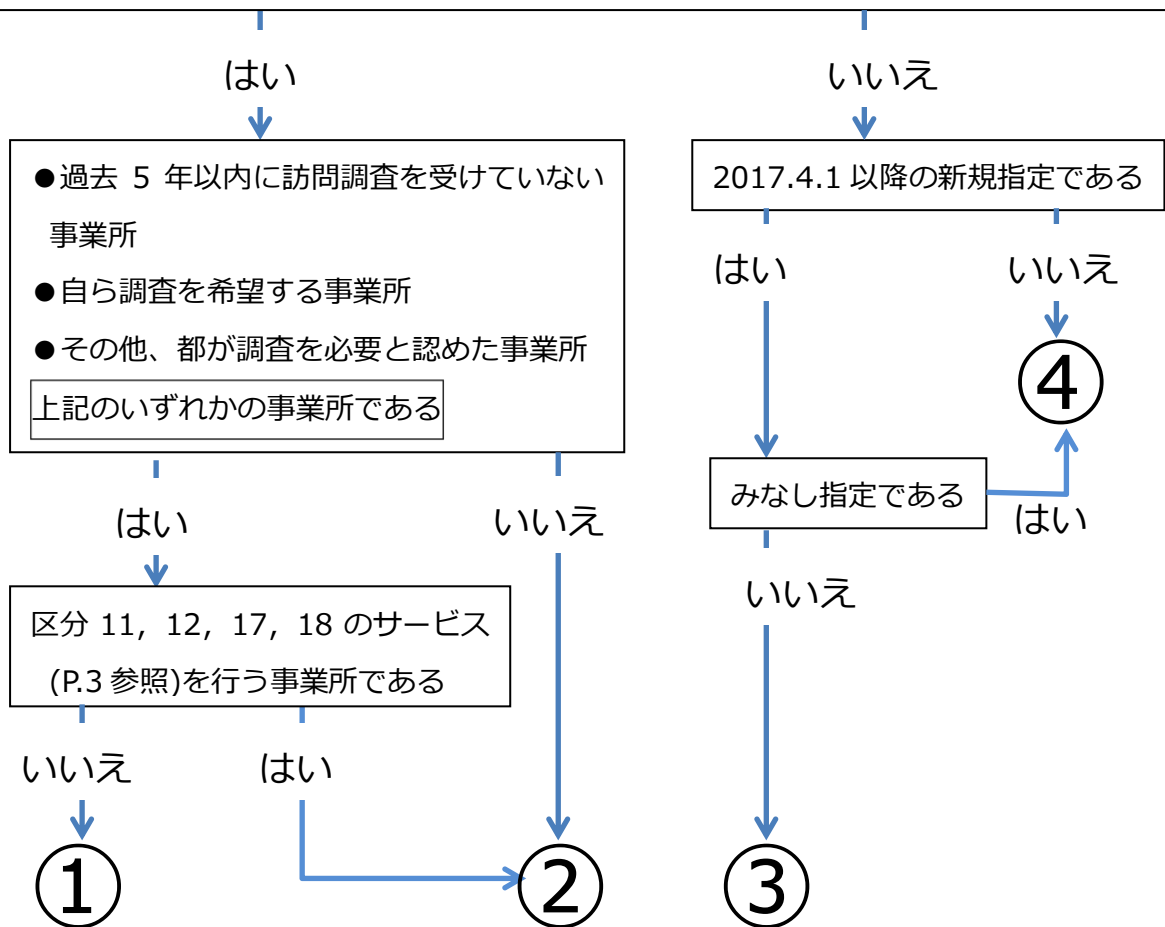 はい
いいえ
●過去 5 年以内に訪問調査を受けていない
事業所
●自ら調査を希望する事業所
●その他、都が調査を必要と認めた事業所
上記のいずれかの事業所である
2017.4.1 以降の新規指定である
はい
いいえ
④
みなし指定である
はい
いいえ
はい
いいえ
区分 11, 12, 17, 18 のサービス
(P.3 参照)を行う事業所である
いいえ
はい
①
②
③